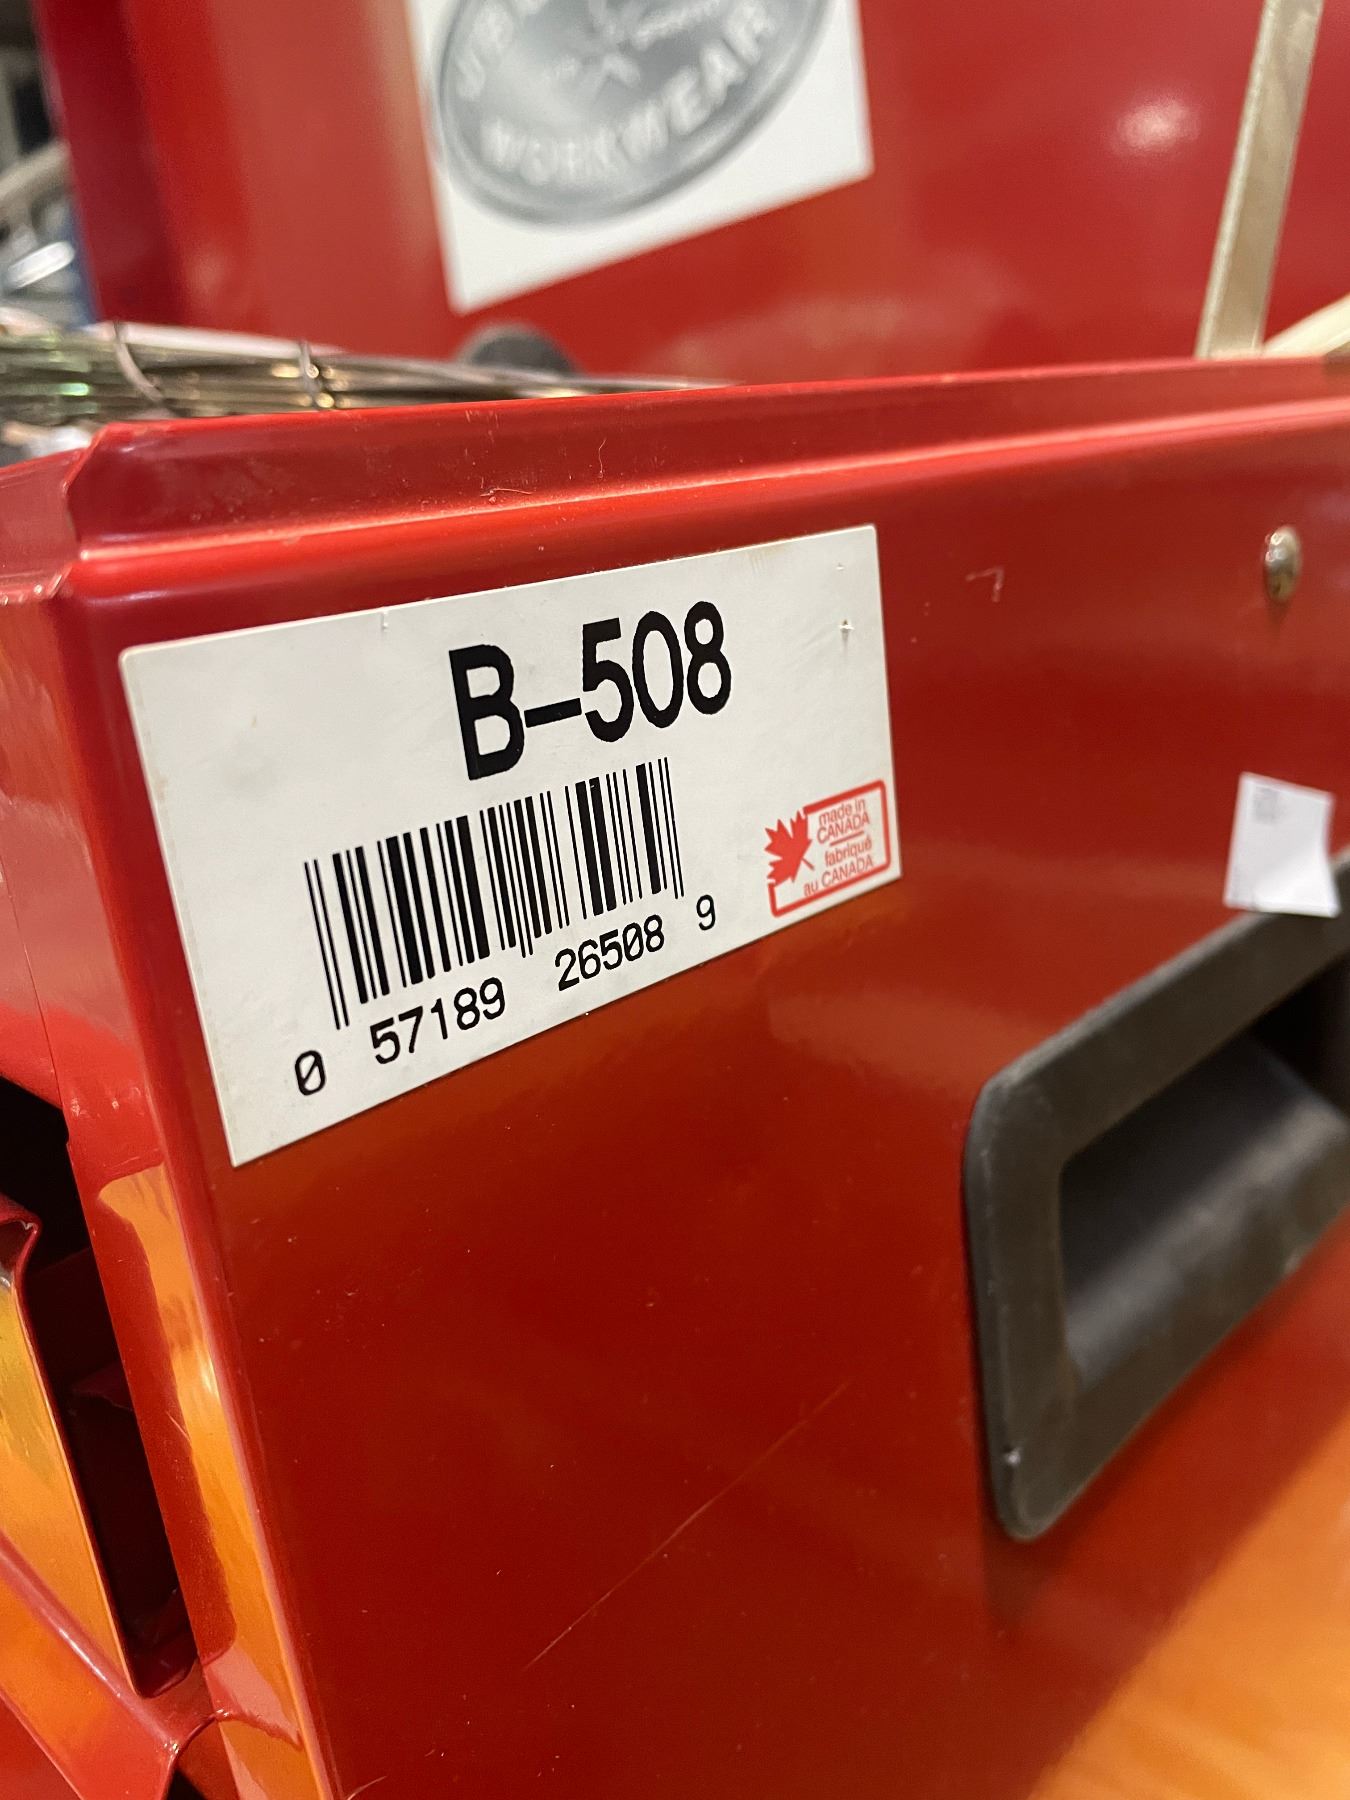 WORKWEAR
B-508
0 57189 26508 9
made in
CANADA
fabriqué
au CANADA